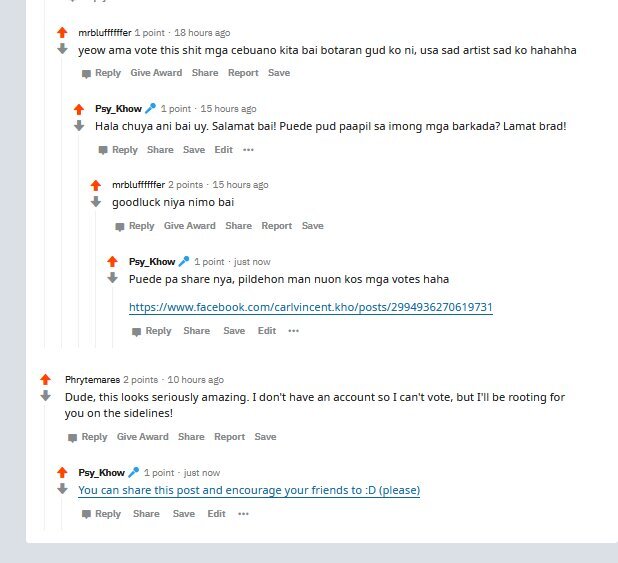 mrbluffffffer 1 point · 18 hours ago
yeow ama vote this shit mga cebuano kita bai botaran gud ko ni, usa sad artist sad ko hahahha
Reply Give Award Share Report Save
Psy_Khow 1 point · 15 hours ago
Hala chuya ani bai uy. Salamat bai! Puede pud paapil sa imong mga barkada? Lamat brad!
Reply Share Save Edit ···
mrbluffffffer 2 points · 15 hours ago
goodluck niya nimo bai
Reply Give Award Share Report Save
Psy_Khow 1 point · just now
Puede pa share nya, pildehon man nuon kos mga votes haha
https://www.facebook.com/carlvincent.kho/posts/2994936270619731
Reply Share Save Edit ···
Phrytemares 2 points · 10 hours ago
Dude, this looks seriously amazing. I don't have an account so I can't vote, but I'll be rooting for
you on the sidelines!
Reply Give Award Share Report Save
Psy_Khow 1 point · just now
You can share this post and encourage your friends to :D (please)
Reply Share Save Edit ···